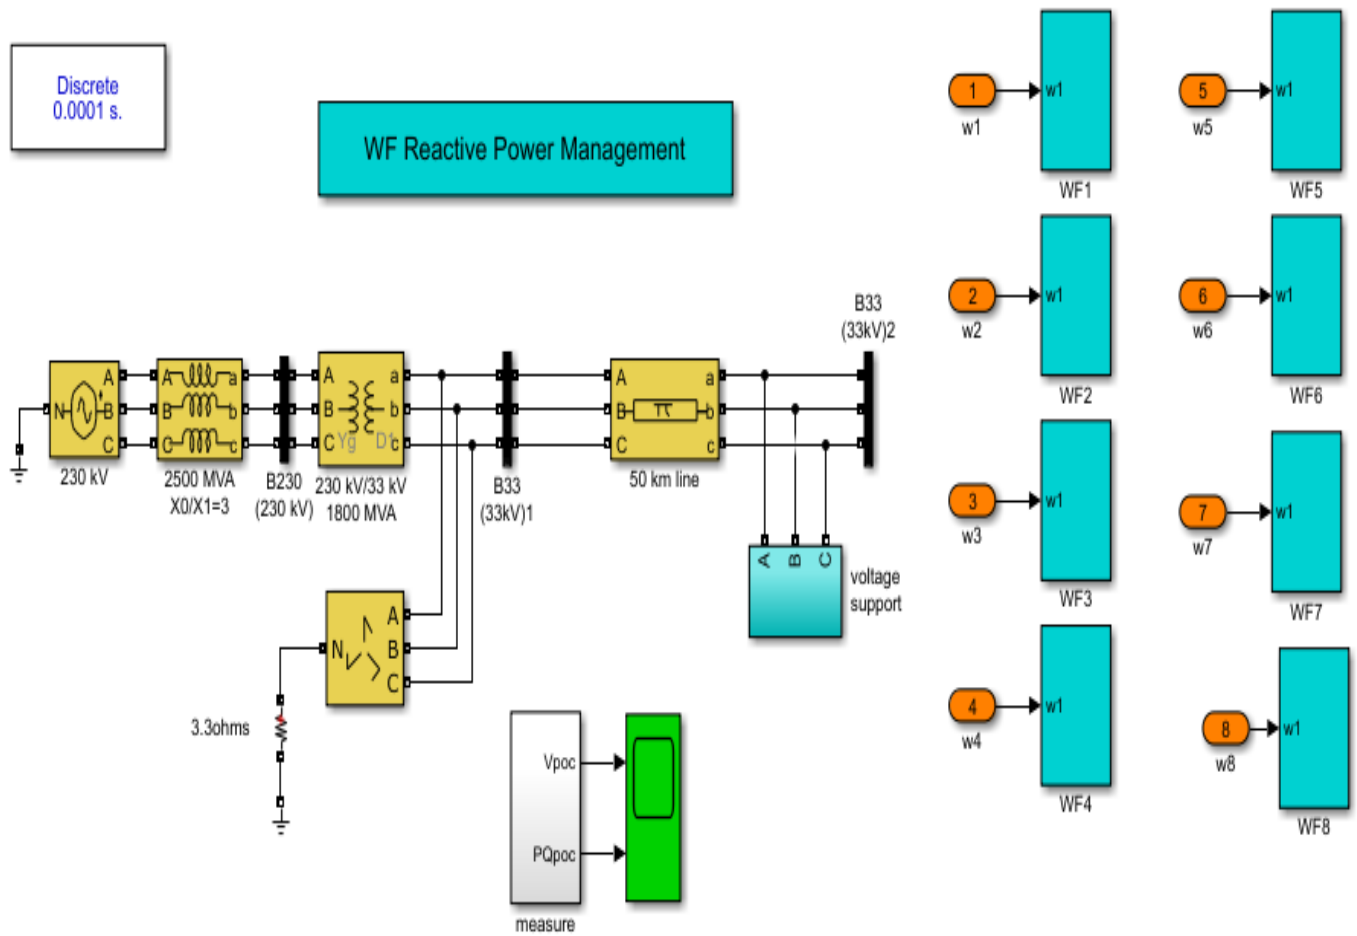 Discrete
0.0001 s.
WF Reactive Power Management
1
w1
w1
WF1
5
w5
w1
WF5
2
w2
w1
WF2
6
w6
w1
WF6
3
w3
w1
WF3
7
w7
w1
WF7
4
w4
w1
WF4
8
w8
w1
WF8
N
A
B
C
230 kV
A
B
C
a
b
c
2500 MVA
X0/X1=3
B230
(230 kV)
A
B
C
Yg
D1
a
b
c
230 kV/33 kV
1800 MVA
B33
(33kV)1
A
B
C
π
a
b
c
50 km line
B33
(33kV)2
A
B
C
voltage
support
N
A
B
C
3.3ohms
Vpoc
PQpoc
measure